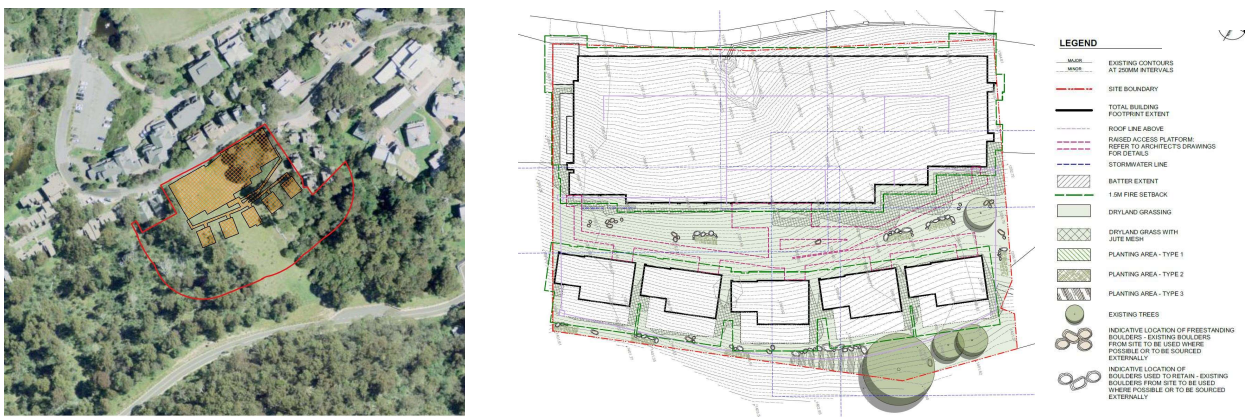 LEGEND
MAJOR
MINOR
EXISTING CONTOURS
AT 250MM INTERVALS
SITE BOUNDARY
TOTAL BUILDING
FOOTPRINT EXTENT
ROOF LINE ABOVE
RAISED ACCESS PLATFORM:
REFER TO ARCHITECT'S DRAWINGS
FOR DETAILS
STORMWATER LINE
BATTER EXTENT
1.5M FIRE SETBACK
DRYLAND GRASSING
DRYLAND GRASS WITH
JUTE MESH
PLANTING AREA - TYPE 1
PLANTING AREA - TYPE 2
PLANTING AREA - TYPE 3
EXISTING TREES
INDICATIVE LOCATION OF FREESTANDING
BOULDERS - EXISTING BOULDERS
FROM SITE TO BE USED WHERE
POSSIBLE OR TO BE SOURCED
EXTERNALLY
INDICATIVE LOCATION OF
BOULDERS USED TO RETAIN - EXISTING
BOULDERS FROM SITE TO BE USED
WHERE POSSIBLE OR TO BE SOURCED
EXTERNALLY